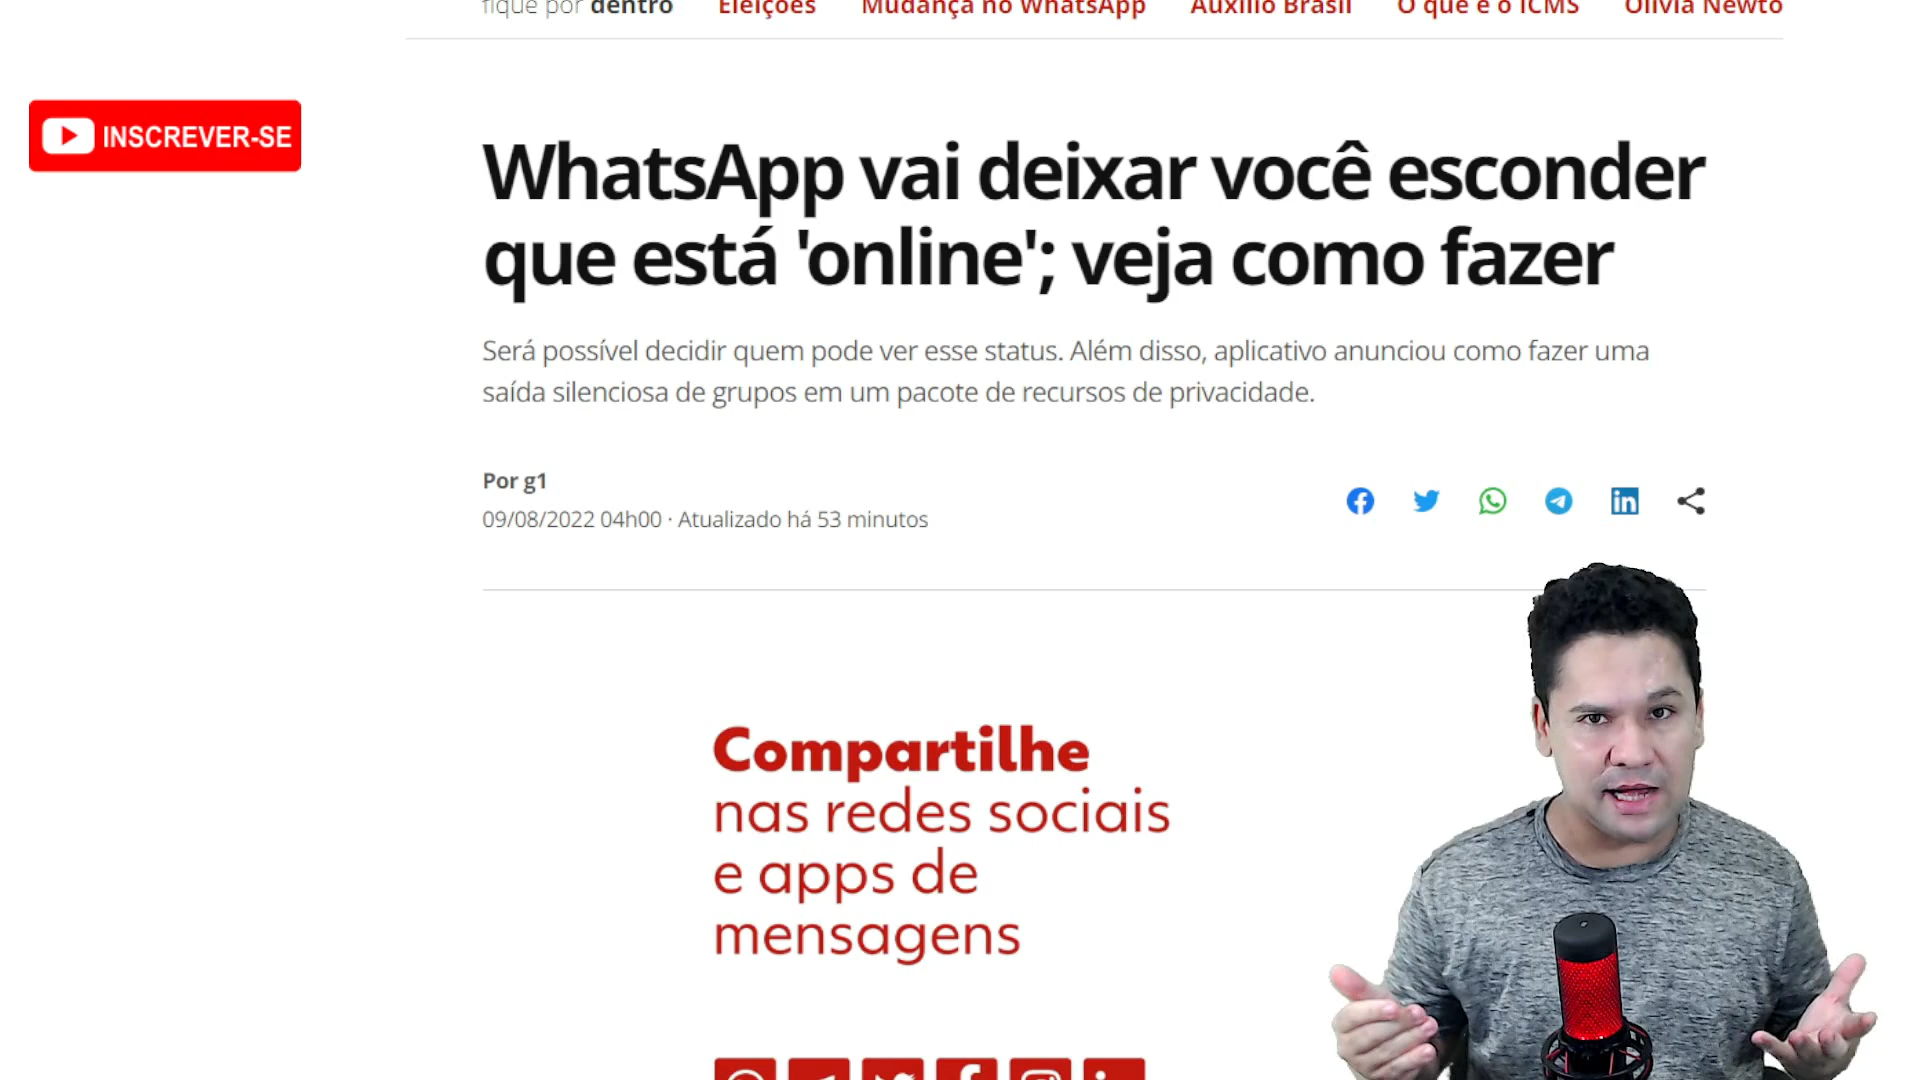 fique por dentro Eleições Mudança no WhatsApp Auxílio Brasil O que é o ICMS Olivia Newto
INSCREVER-SE
WhatsApp vai deixar você esconder
que está 'online'; veja como fazer
Será possível decidir quem pode ver esse status. Além disso, aplicativo anunciou como fazer uma
saída silenciosa de grupos em um pacote de recursos de privacidade.
Por g1
09/08/2022 04h00 · Atualizado há 53 minutos
Compartilhe
nas redes sociais
e apps de
mensagens